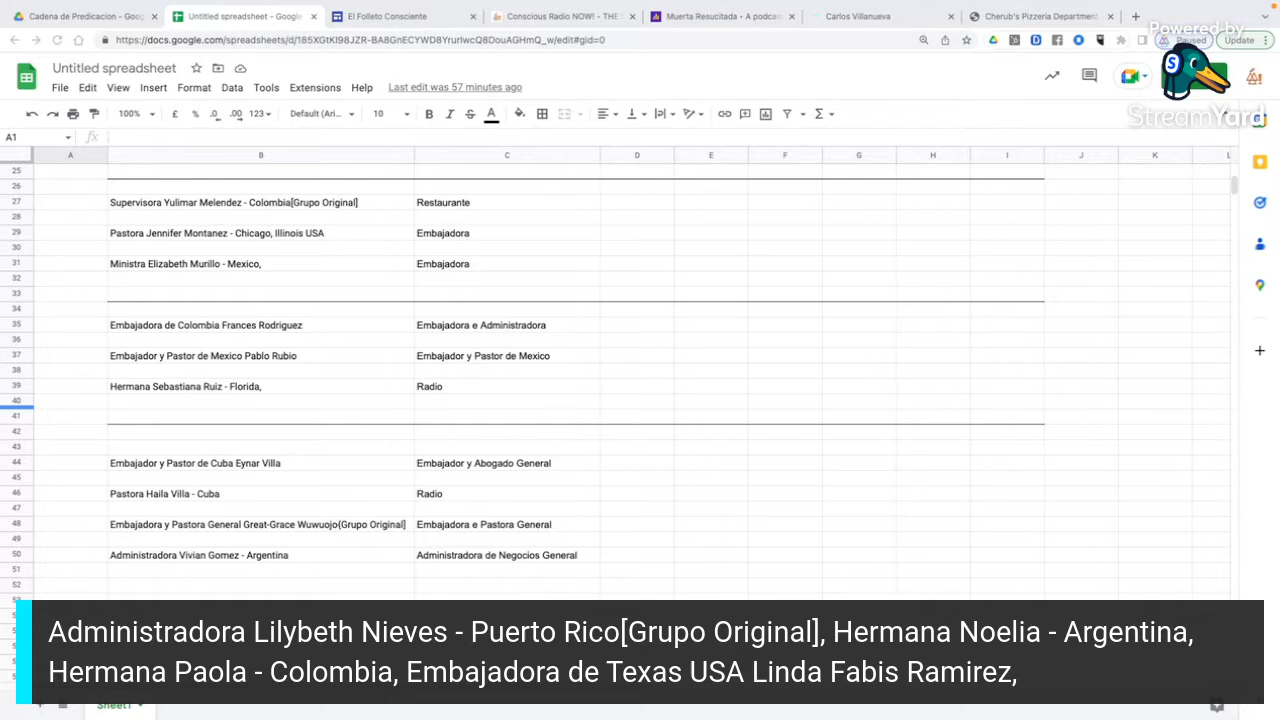 Cadena de Predicacion - Google
Untitled spreadsheet - Google
El Folleto Consciente
Conscious Radio NOW! - THE S
Muerta Resucitada - A podcas
Carlos Villanueva
Cherub's Pizzeria Department
Powered by
https://docs.google.com/spreadsheets/d/185XGtKI98JZR-BA8GnECYWD8YrurlwcQ8DouAGHmQ_w/edit#gid=0
Paused
Update
Untitled spreadsheet
File Edit View Insert Format Data Tools Extensions Help Last edit was 57 minutes ago
StreamYard
100% £ % .0 .00 123 Default (Ari... 10 B I S A
A1 fx
A B C D E F G H I J K L
25
26
27 Supervisora Yulimar Melendez - Colombia[Grupo Original] Restaurante
28
29 Pastora Jennifer Montanez - Chicago, Illinois USA Embajadora
30
31 Ministra Elizabeth Murillo - Mexico, Embajadora
32
33
34
35 Embajadora de Colombia Frances Rodriguez Embajadora e Administradora
36
37 Embajador y Pastor de Mexico Pablo Rubio Embajador y Pastor de Mexico
38
39 Hermana Sebastiana Ruiz - Florida, Radio
40
41
42
43
44 Embajador y Pastor de Cuba Eynar Villa Embajador y Abogado General
45
46 Pastora Haila Villa - Cuba Radio
47
48 Embajadora y Pastora General Great-Grace Wuwuojo{Grupo Original] Embajadora e Pastora General
49
50 Administradora Vivian Gomez - Argentina Administradora de Negocios General
51
52
Administradora Lilybeth Nieves - Puerto Rico[Grupo Original], Hermana Noelia - Argentina,
Hermana Paola - Colombia, Embajadora de Texas USA Linda Fabis Ramirez,
Sheet1